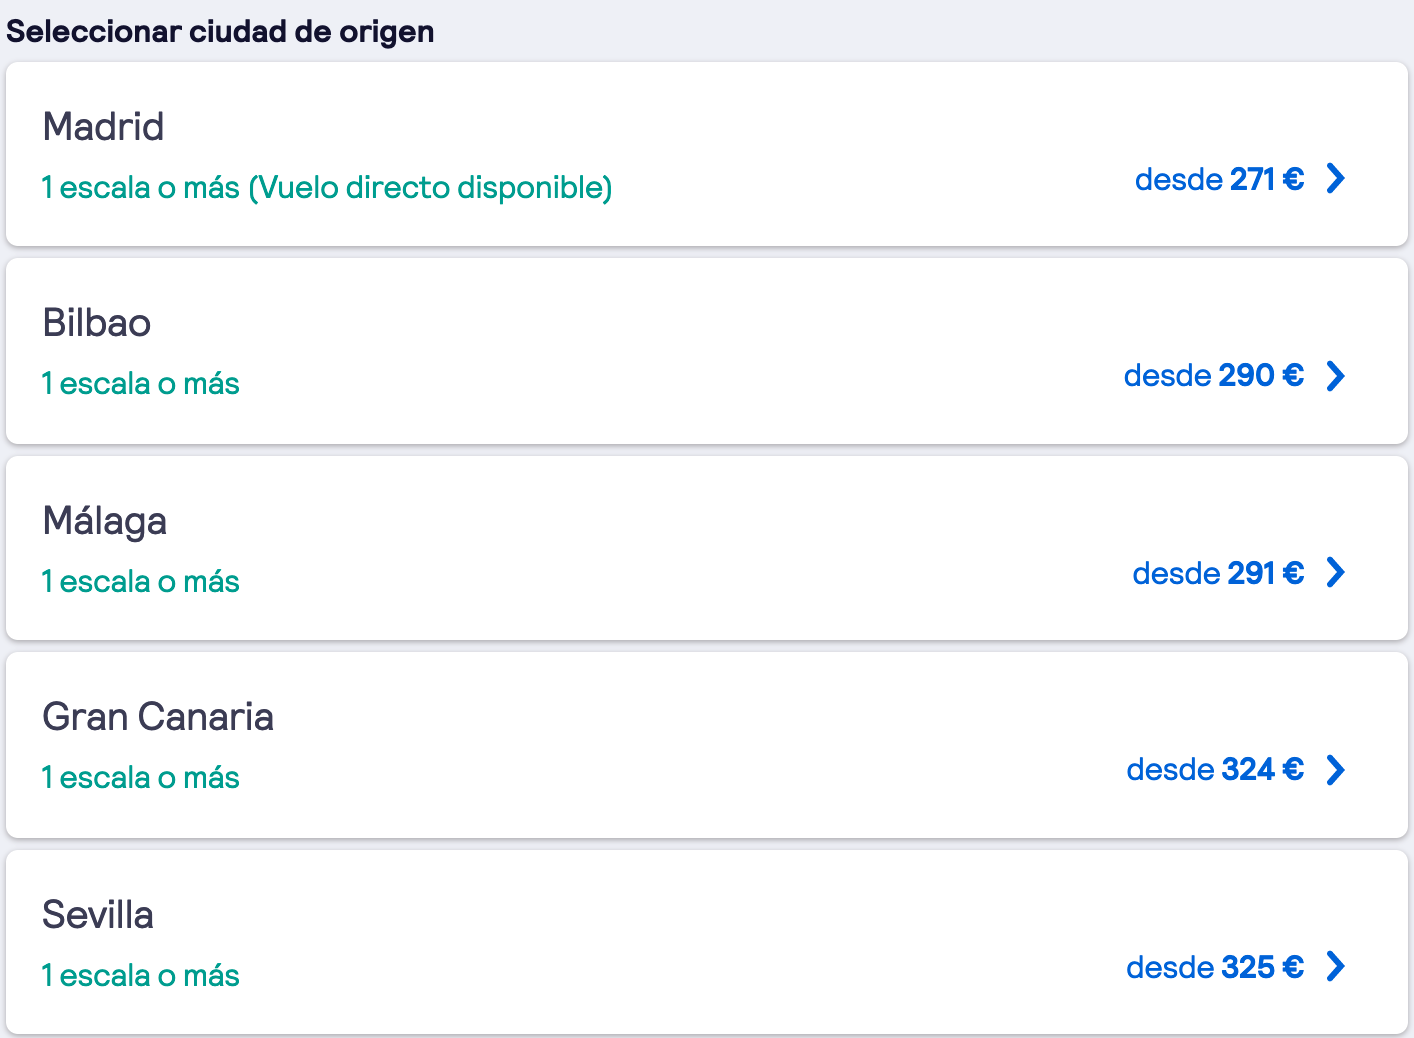 Seleccionar ciudad de origen
Madrid
1 escala o más (Vuelo directo disponible)
desde 271 €
Bilbao
1 escala o más
desde 290 €
Málaga
1 escala o más
desde 291 €
Gran Canaria
1 escala o más
desde 324 €
Sevilla
1 escala o más
desde 325 €